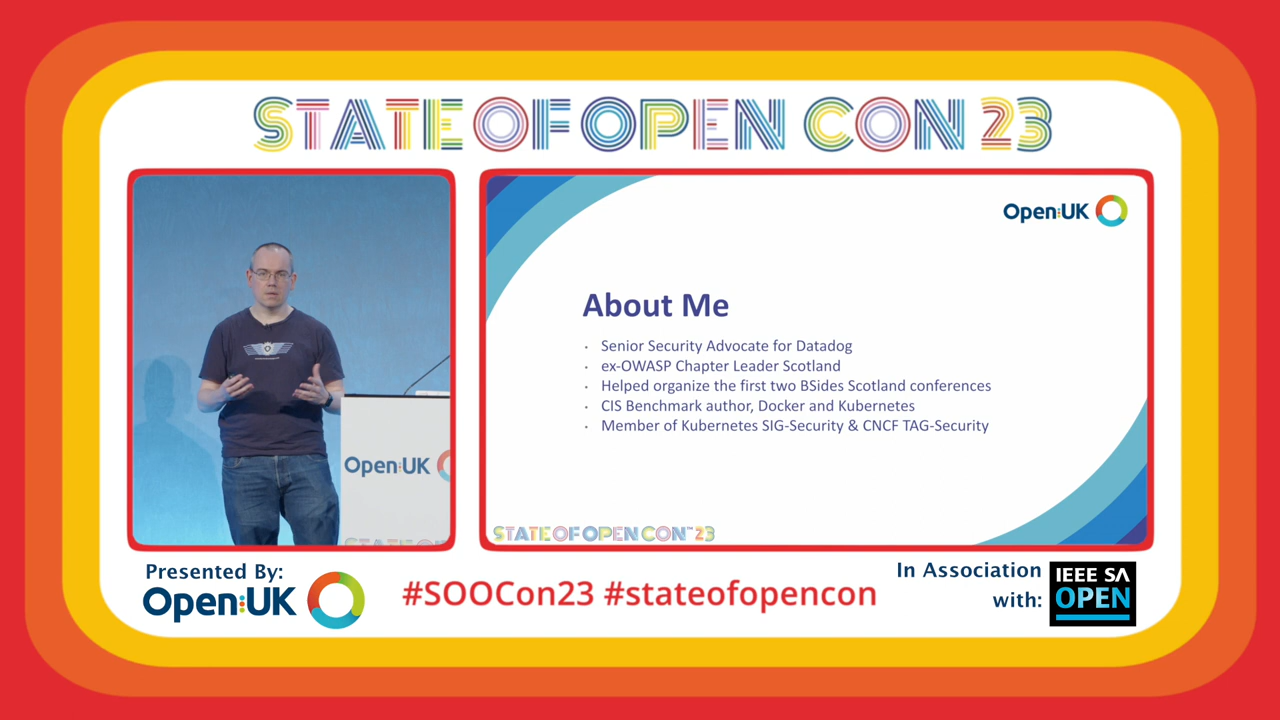 STATE OF OPEN CON 23
Open:UK
Open:UK
About Me
· Senior Security Advocate for Datadog
· ex-OWASP Chapter Leader Scotland
· Helped organize the first two BSides Scotland conferences
· CIS Benchmark author, Docker and Kubernetes
· Member of Kubernetes SIG-Security & CNCF TAG-Security
STATE OF OPEN CON™ 23
Presented By:
Open:UK
#SOOCon23 #stateofopencon
In Association
with:
IEEE SA
OPEN